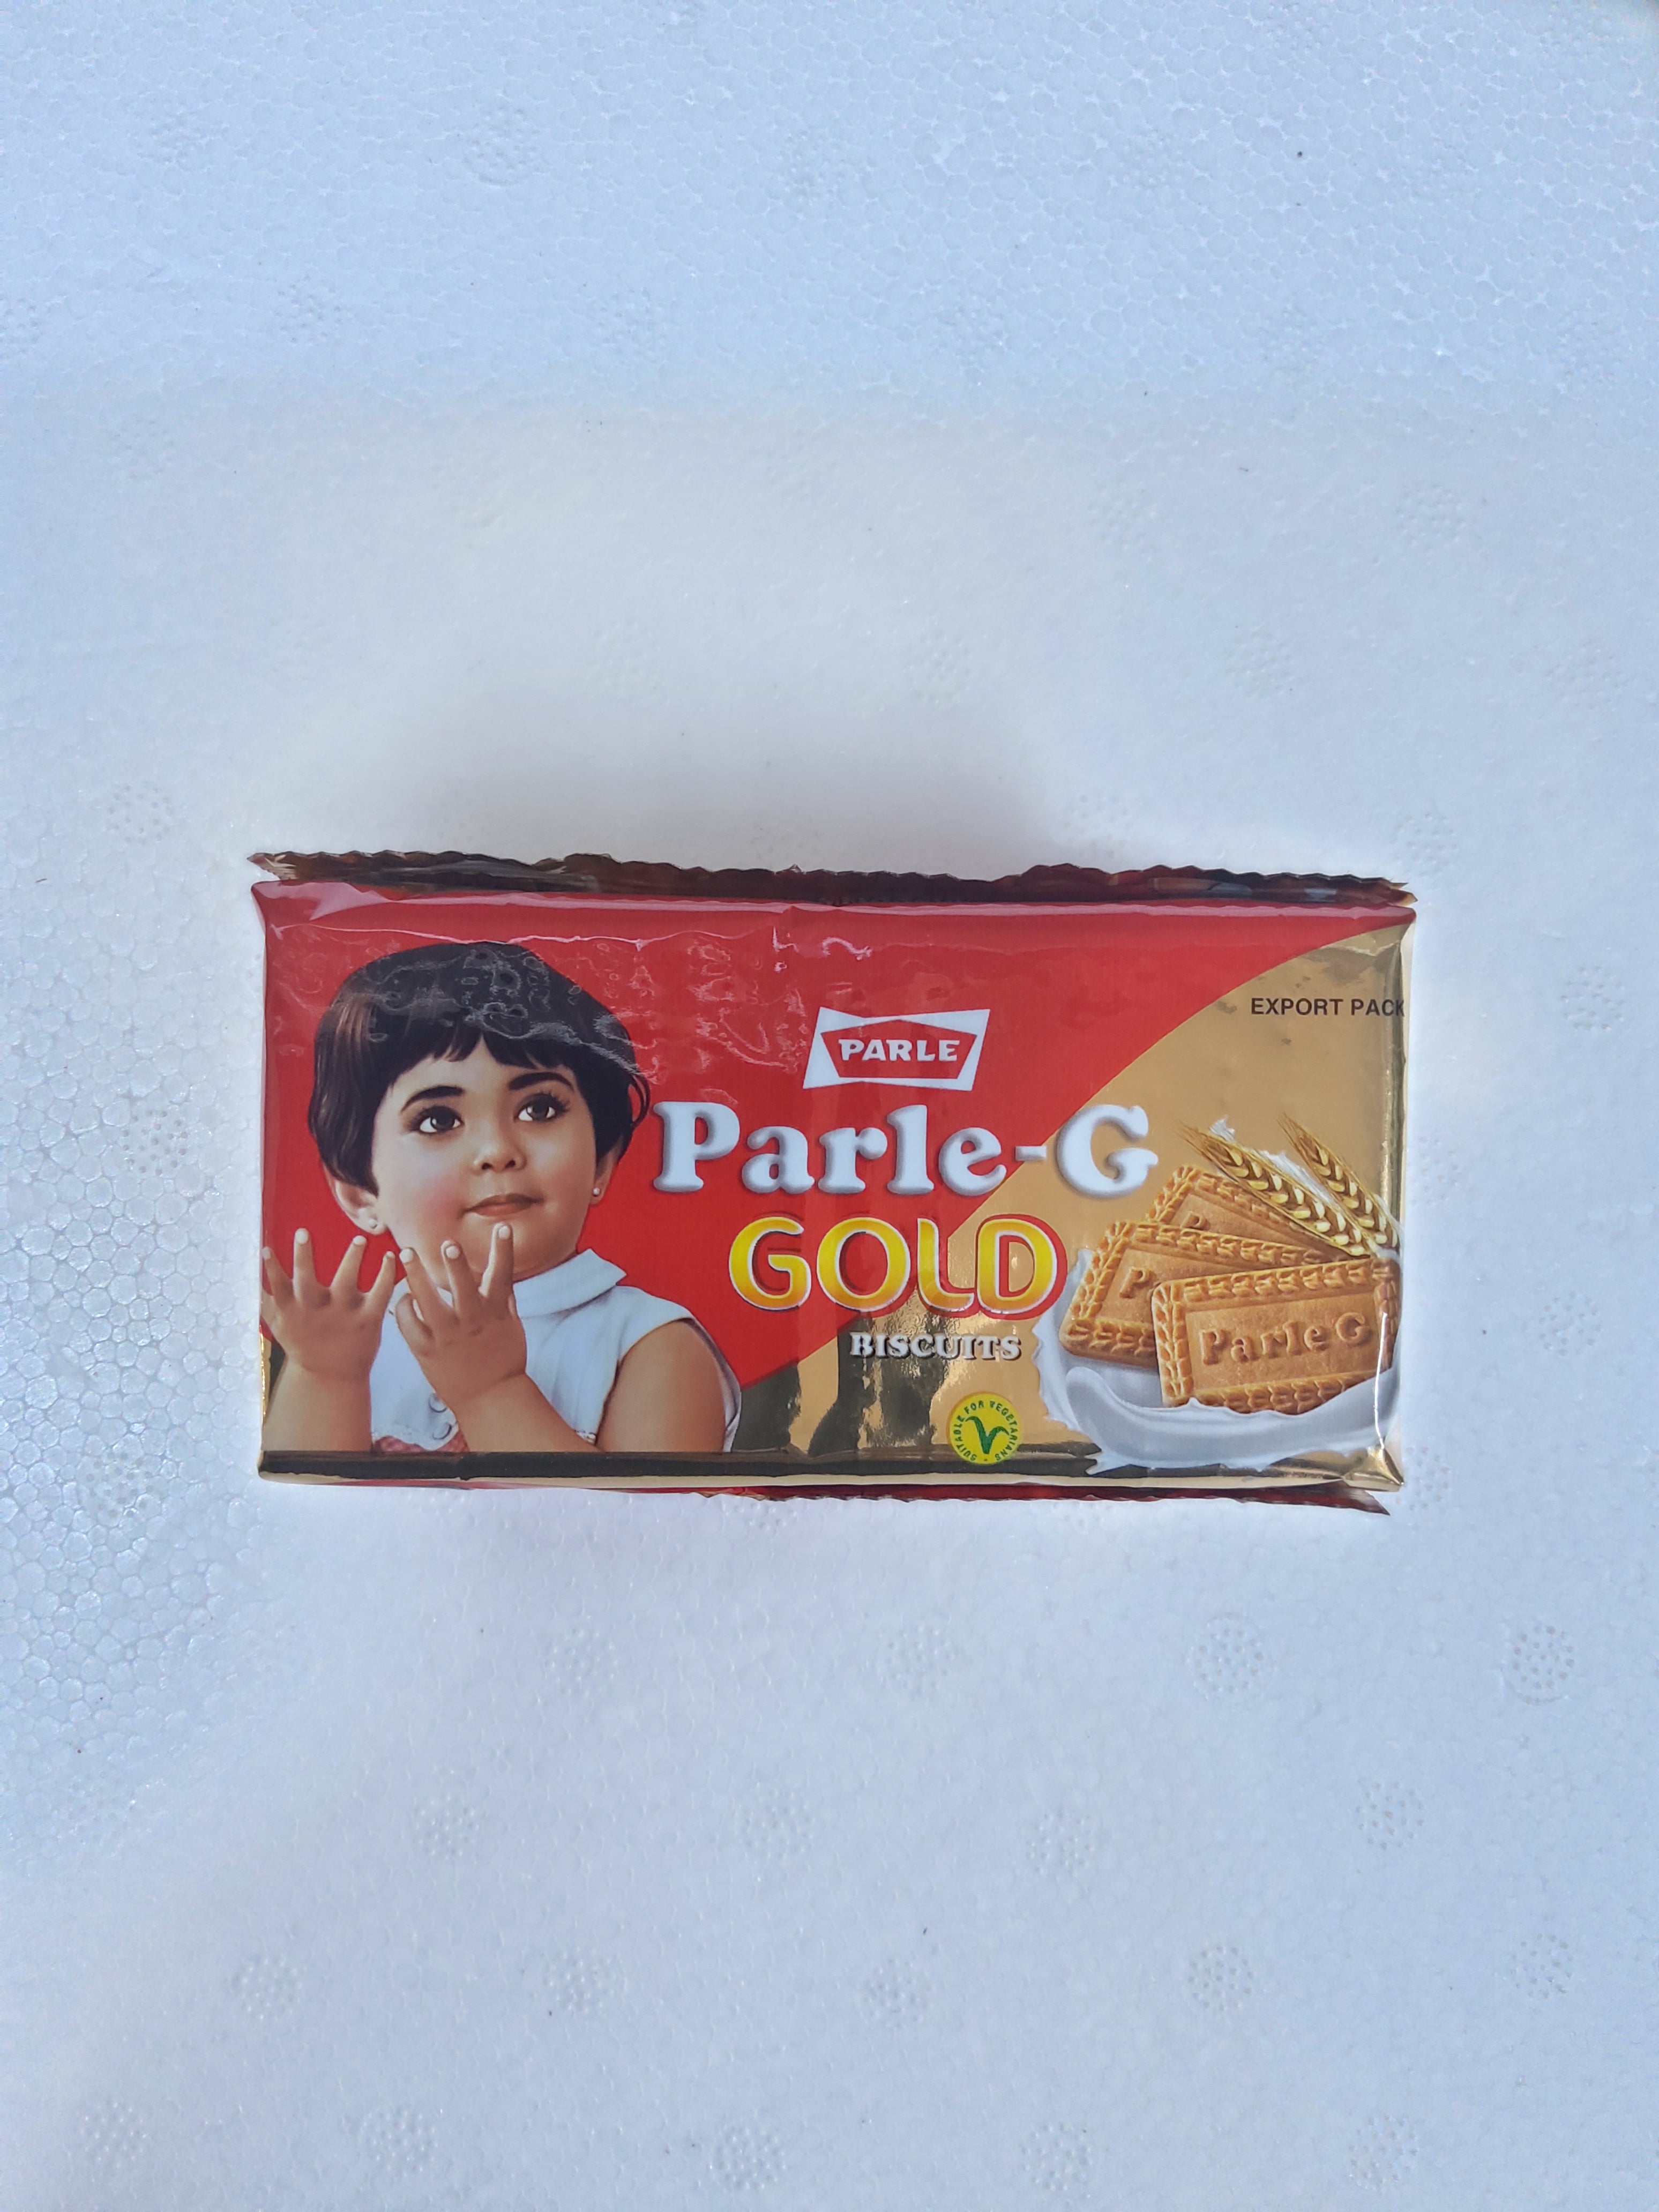 EXPORT PACK
PARLE
Parle-G
GOLD
BISCUITS
SUITABLE FOR VEGETARIANS
V
P
P
Parle G